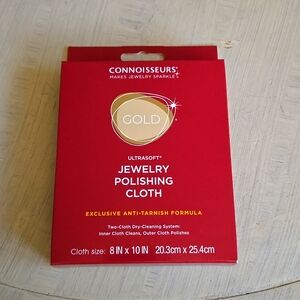 CONNOISSEURS®
MAKES JEWELRY SPARKLE®
GOLD
ULTRASOFT®
JEWELRY
POLISHING
CLOTH
EXCLUSIVE ANTI-TARNISH FORMULA
Two-Cloth Dry-Cleaning System:
Inner Cloth Cleans, Outer Cloth Polishes
Cloth size: 8 IN x 10 IN 20.3cm x 25.4cm